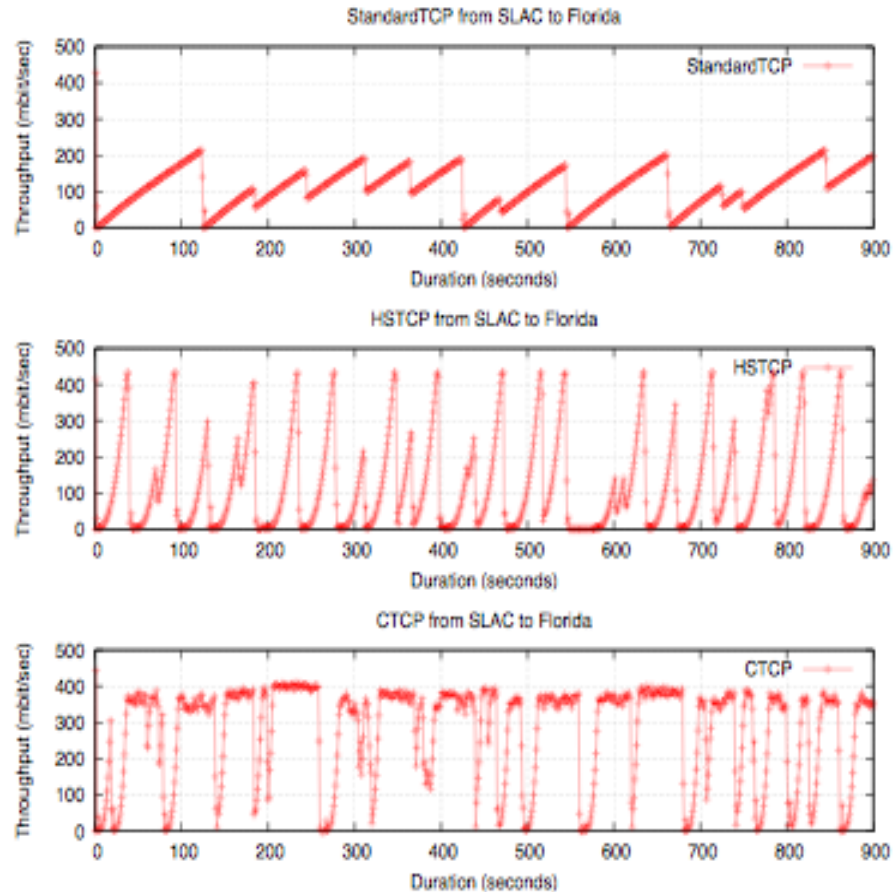 StandardTCP from SLAC to Florida
Throughput (mbit/sec)
500
400
300
200
100
0
StandardTCP
0 100 200 300 400 500 600 700 800 900
Duration (seconds)
HSTCP from SLAC to Florida
Throughput (mbit/sec)
500
400
300
200
100
0
HSTCP
0 100 200 300 400 500 600 700 800 900
Duration (seconds)
CTCP from SLAC to Florida
Throughput (mbit/sec)
500
400
300
200
100
0
CTCP
0 100 200 300 400 500 600 700 800 900
Duration (seconds)